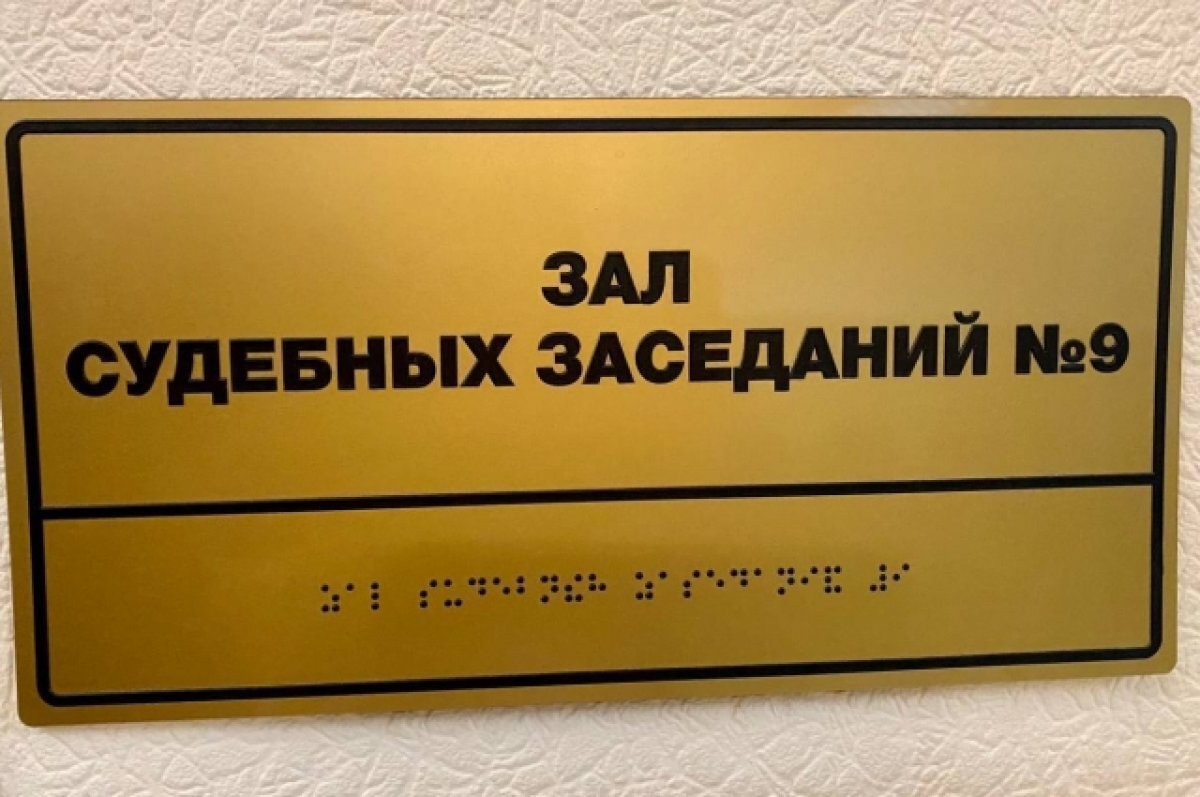 ЗАЛ
СУДЕБНЫХ ЗАСЕДАНИЙ №9
⠵⠁⠇ ⠎⠥⠙⠑⠃⠝⠮⠓ ⠵⠁⠎⠑⠙⠁⠝⠊⠯ ⠼⠊